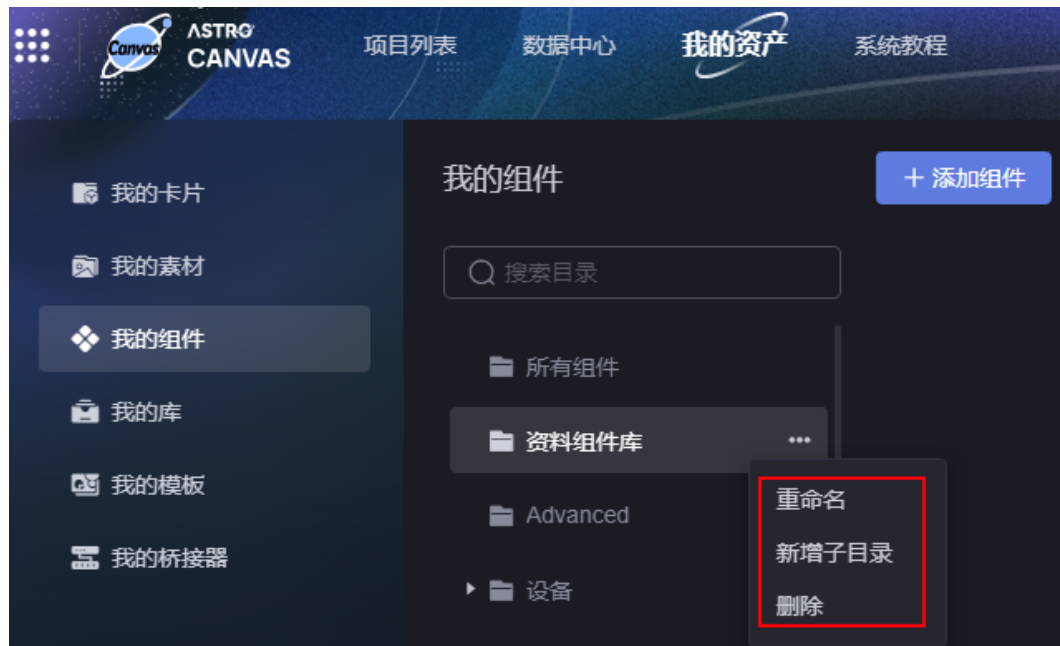 Canvas
ASTRO
CANVAS
项目列表
数据中心
我的资产
系统教程
我的卡片
我的素材
我的组件
我的库
我的模板
我的桥接器
我的组件
添加组件
搜索目录
所有组件
资料组件库
Advanced
设备
重命名
新增子目录
删除